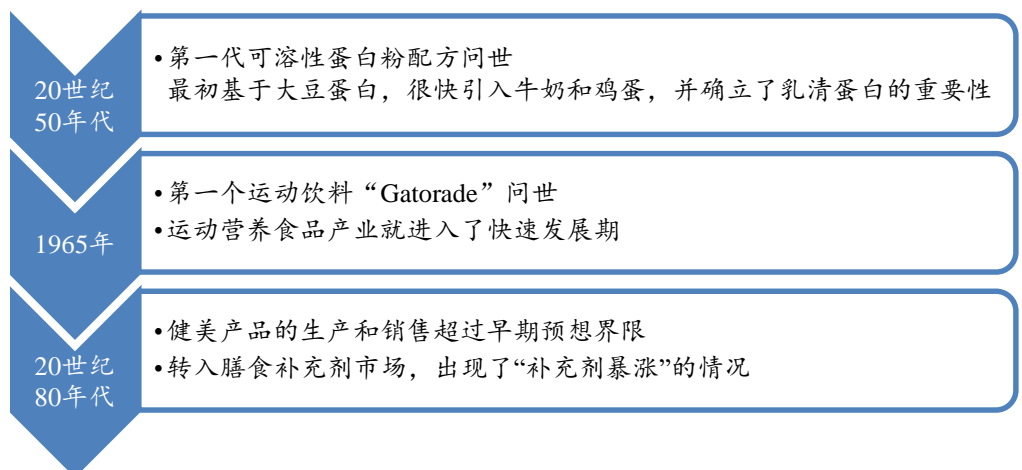 20世纪
50年代
•第一代可溶性蛋白粉配方问世
最初基于大豆蛋白，很快引入牛奶和鸡蛋，并确立了乳清蛋白的重要性
1965年
•第一个运动饮料“Gatorade”问世
•运动营养食品产业就进入了快速发展期
20世纪
80年代
•健美产品的生产和销售超过早期预想界限
•转入膳食补充剂市场，出现了“补充剂暴涨”的情况